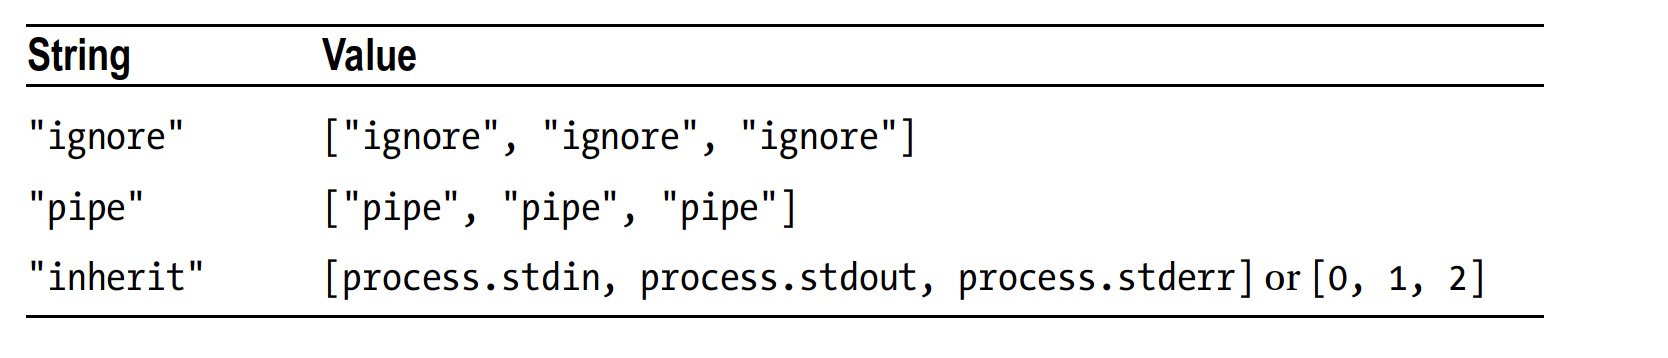 String Value
"ignore" ["ignore", "ignore", "ignore"]
"pipe" ["pipe", "pipe", "pipe"]
"inherit" [process.stdin, process.stdout, process.stderr] or [0, 1, 2]